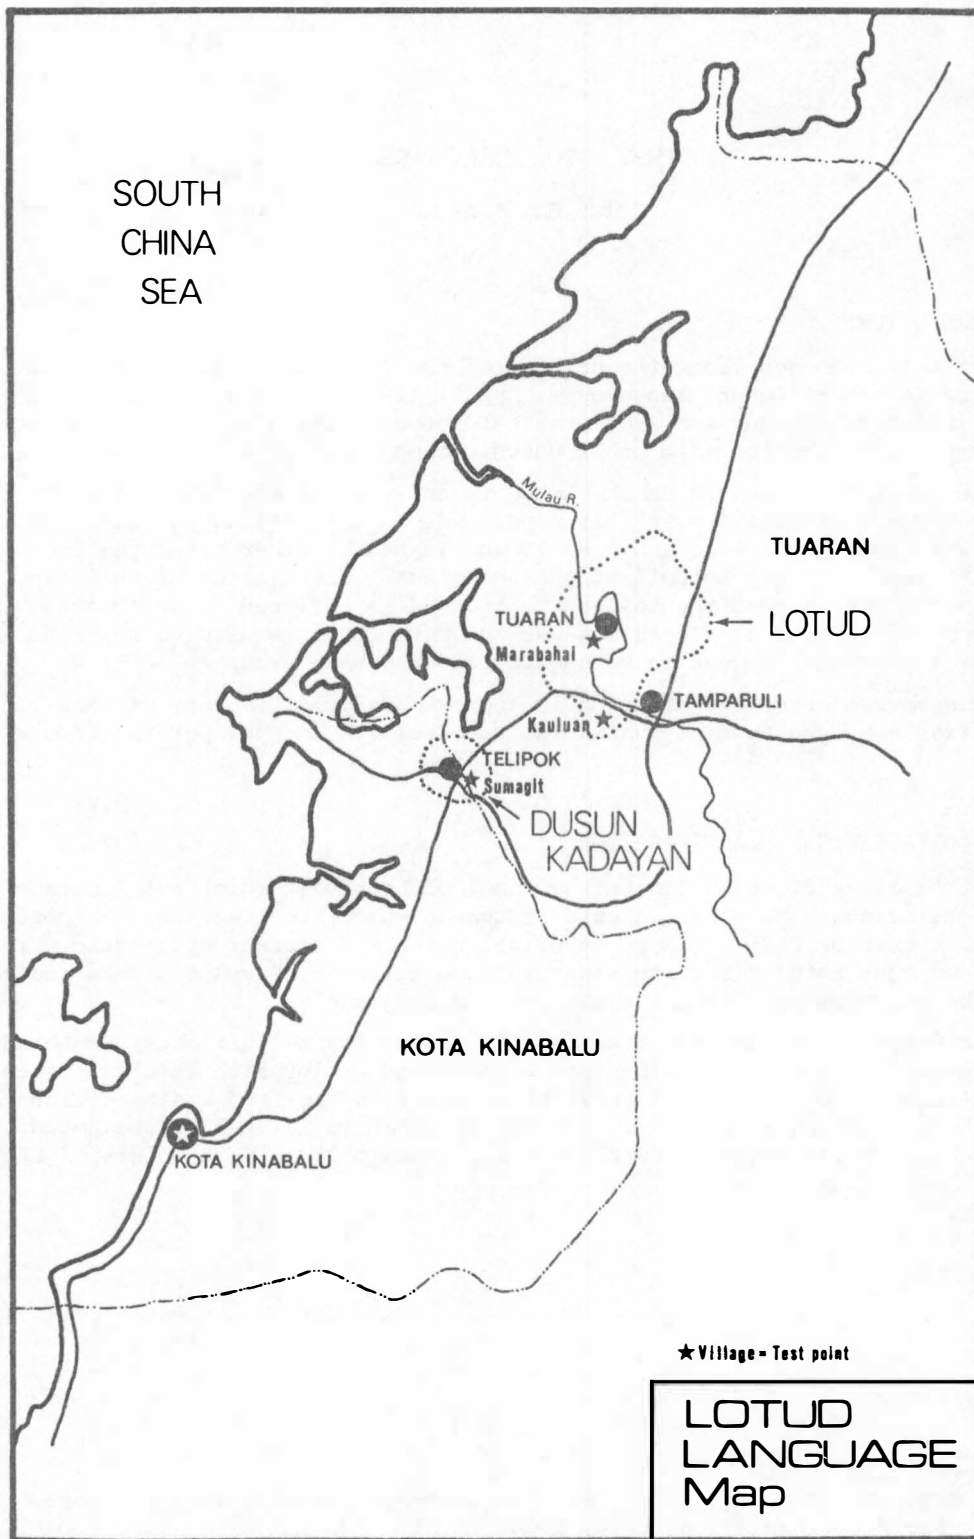 SOUTH
CHINA
SEA
Mulau R.
TUARAN
TUARAN
LOTUD
Marabahai
TAMPARULI
Kauluan
TELIPOK
Sumagit
DUSUN
KADAYAN
KOTA KINABALU
KOTA KINABALU
★Village = Test point
LOTUD
LANGUAGE
Map